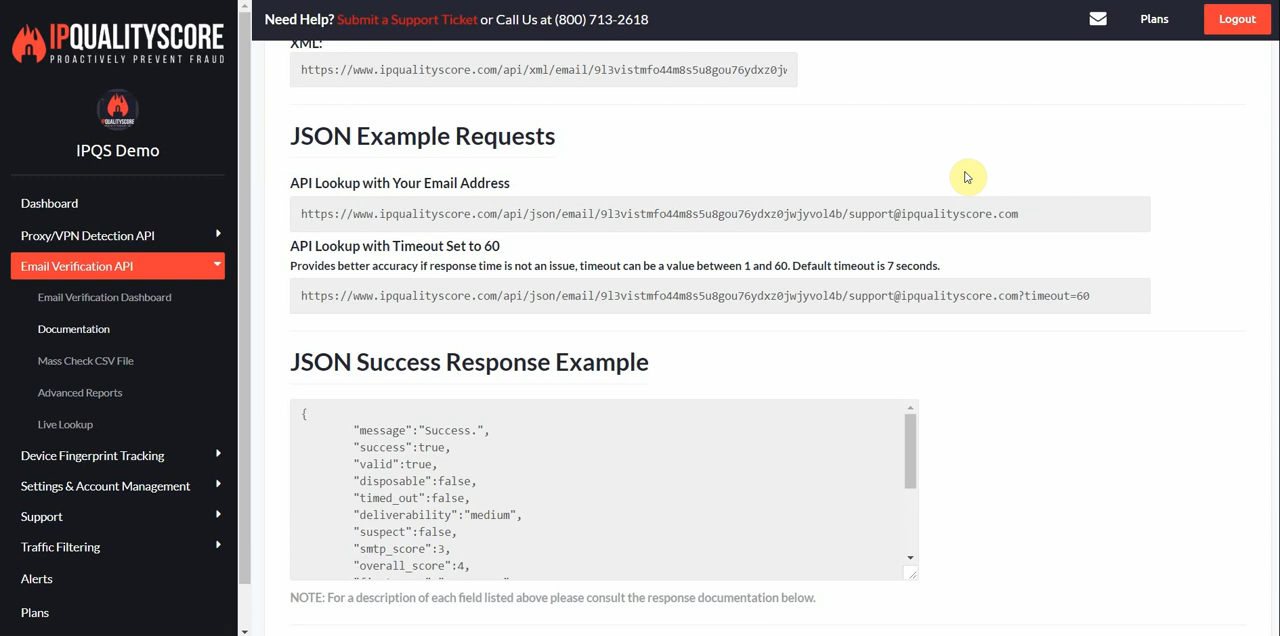 IPQUALITYSCORE
PROACTIVELY PREVENT FRAUD
IPQS Demo
Dashboard
Proxy/VPN Detection API
Email Verification API
Email Verification Dashboard
Documentation
Mass Check CSV File
Advanced Reports
Live Lookup
Device Fingerprint Tracking
Settings & Account Management
Support
Traffic Filtering
Alerts
Plans
Need Help? Submit a Support Ticket or Call Us at (800) 713-2618
Plans
Logout
XML:
https://www.ipqualityscore.com/api/xml/email/9l3vistmfo44m8s5u8gou76ydxz0jw
JSON Example Requests
API Lookup with Your Email Address
https://www.ipqualityscore.com/api/json/email/9l3vistmfo44m8s5u8gou76ydxz0jwjyvol4b/support@ipqualityscore.com
API Lookup with Timeout Set to 60
Provides better accuracy if response time is not an issue, timeout can be a value between 1 and 60. Default timeout is 7 seconds.
https://www.ipqualityscore.com/api/json/email/9l3vistmfo44m8s5u8gou76ydxz0jwjyvol4b/support@ipqualityscore.com?timeout=60
JSON Success Response Example
{
"message":"Success.",
"success":true,
"valid":true,
"disposable":false,
"timed_out":false,
"deliverability":"medium",
"suspect":false,
"smtp_score":3,
"overall_score":4,
NOTE: For a description of each field listed above please consult the response documentation below.